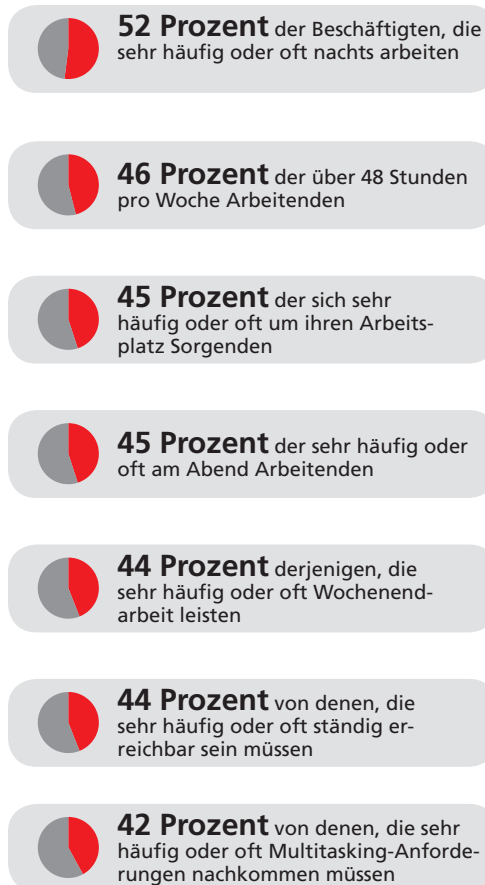 52 Prozent der Beschäftigten, die
sehr häufig oder oft nachts arbeiten
46 Prozent der über 48 Stunden
pro Woche Arbeitenden
45 Prozent der sich sehr
häufig oder oft um ihren Arbeits-
platz Sorgenden
45 Prozent der sehr häufig oder
oft am Abend Arbeitenden
44 Prozent derjenigen, die
sehr häufig oder oft Wochenend-
arbeit leisten
44 Prozent von denen, die
sehr häufig oder oft ständig er-
reichbar sein müssen
42 Prozent von denen, die sehr
häufig oder oft Multitasking-Anforde-
rungen nachkommen müssen